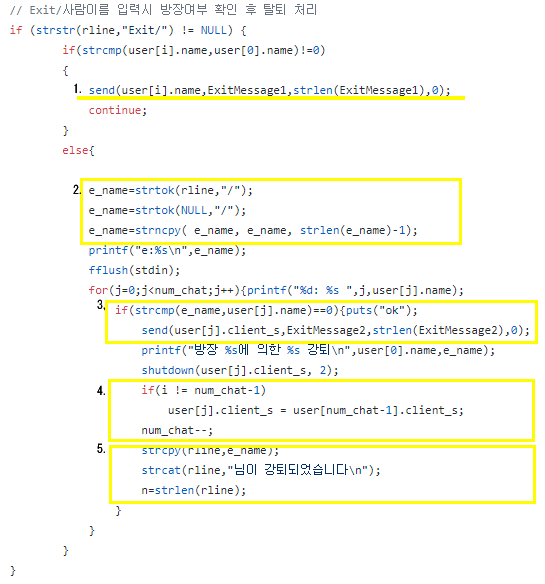 // Exit/사람이름 입력시 방장여부 확인 후 탈퇴 처리
if (strstr(rline,"Exit/") != NULL) {
if(strcmp(user[i].name,user[0].name)!=0)
{
1. send(user[i].name,ExitMessage1,strlen(ExitMessage1),0);
continue;
}
else{
2. e_name=strtok(rline,"/");
e_name=strtok(NULL,"/");
e_name=strncpy( e_name, e_name, strlen(e_name)-1);
printf("e:%s\n",e_name);
fflush(stdin);
for(j=0;j<num_chat;j++){printf("%d: %s ",j,user[j].name);
3. if(strcmp(e_name,user[j].name)==0){puts("ok");
send(user[j].client_s,ExitMessage2,strlen(ExitMessage2),0);
printf("방장 %s에 의한 %s 강퇴\n",user[0].name,e_name);
shutdown(user[j].client_s, 2);
4. if(i != num_chat-1)
user[j].client_s = user[num_chat-1].client_s;
num_chat--;
5. strcpy(rline,e_name);
strcat(rline,"님이 강퇴되었습니다\n");
n=strlen(rline);
}
}
}
}